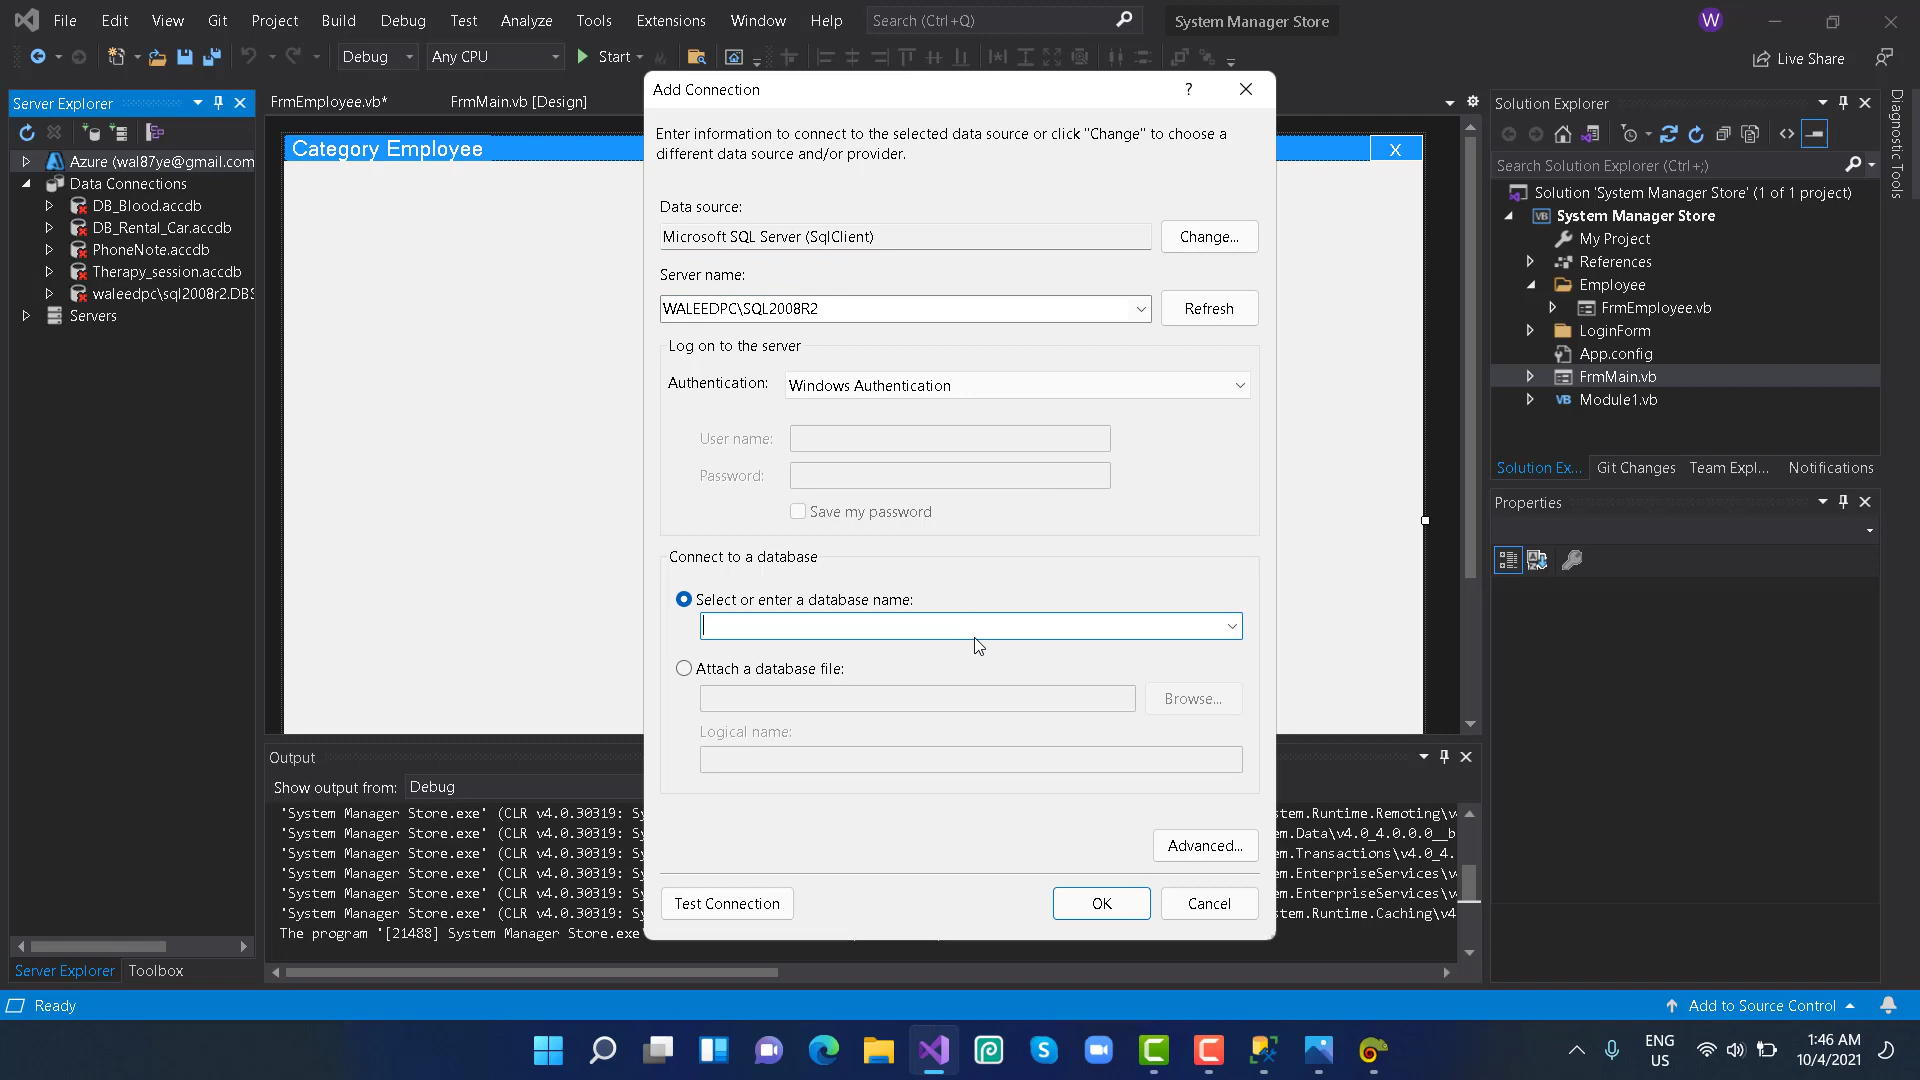 File Edit View Git Project Build Debug Test Analyze Tools Extensions Window Help Search (Ctrl+Q) System Manager Store W
Debug Any CPU Start Live Share
Server Explorer
Azure (wal87ye@gmail.com
Data Connections
DB_Blood.accdb
DB_Rental_Car.accdb
PhoneNote.accdb
Therapy_session.accdb
waleedpc\sql2008r2.DBS
Servers
Server Explorer Toolbox
FrmEmployee.vb* FrmMain.vb [Design]
Category Employee X
Add Connection ?
Enter information to connect to the selected data source or click "Change" to choose a
different data source and/or provider.
Data source:
Microsoft SQL Server (SqlClient) Change...
Server name:
WALEEDPC\SQL2008R2 Refresh
Log on to the server
Authentication: Windows Authentication
User name:
Password:
Save my password
Connect to a database
Select or enter a database name:
Attach a database file:
Browse...
Logical name:
Advanced...
Test Connection OK Cancel
Output
Show output from: Debug
'System Manager Store.exe' (CLR v4.0.30319: Sy stem.Runtime.Remoting\v4
'System Manager Store.exe' (CLR v4.0.30319: Sy em.Data\v4.0_4.0.0.0__b
'System Manager Store.exe' (CLR v4.0.30319: Sy em.Transactions\v4.0_4.
'System Manager Store.exe' (CLR v4.0.30319: Sy em.EnterpriseServices\v4
'System Manager Store.exe' (CLR v4.0.30319: Sy em.EnterpriseServices\v4
'System Manager Store.exe' (CLR v4.0.30319: Sy tem.Runtime.Caching\v4
The program '[21488] System Manager Store.exe'
Solution Explorer
Search Solution Explorer (Ctrl+;)
Solution 'System Manager Store' (1 of 1 project)
VB System Manager Store
My Project
References
Employee
FrmEmployee.vb
LoginForm
App.config
FrmMain.vb
VB Module1.vb
Solution Ex... Git Changes Team Expl... Notifications
Properties
Diagnostic Tools
Ready Add to Source Control
ENG
US
1:46 AM
10/4/2021